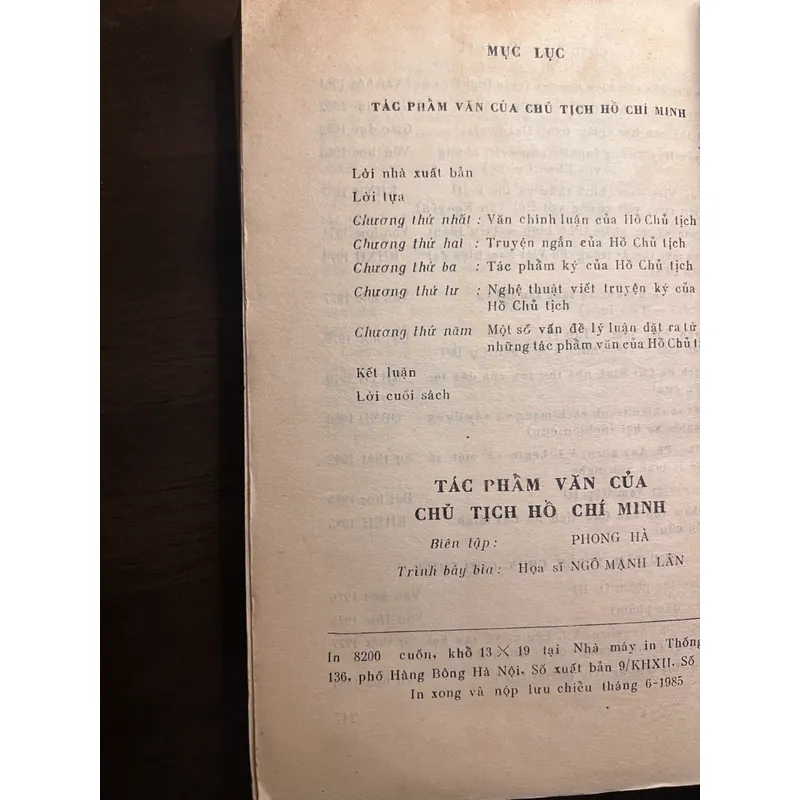 MỤC LỤC
TÁC PHẨM VĂN CỦA CHỦ TỊCH HỒ CHÍ MINH
Lời nhà xuất bản
Lời tựa
Chương thứ nhất : Văn chính luận của Hồ Chủ tịch
Chương thứ hai : Truyện ngắn của Hồ Chủ tịch
Chương thứ ba : Tác phẩm ký của Hồ Chủ tịch
Chương thứ tư : Nghệ thuật viết truyện ký của
Hồ Chủ tịch
Chương thứ năm Một số vấn đề lý luận đặt ra từ
những tác phẩm văn của Hồ Chủ
Kết luận
Lời cuối sách
TÁC PHẨM VĂN CỦA
CHỦ TỊCH HỒ CHÍ MINH
Biên tập: PHONG HÀ
Trình bày bìa: Họa sĩ NGÔ MẠNH LÂN
In 8200 cuốn, khổ 13 × 19 tại Nhà máy in Thống
136, phố Hàng Bông Hà Nội. Số xuất bản 9/KHXII. Số
In xong và nộp lưu chiểu tháng 6-1985